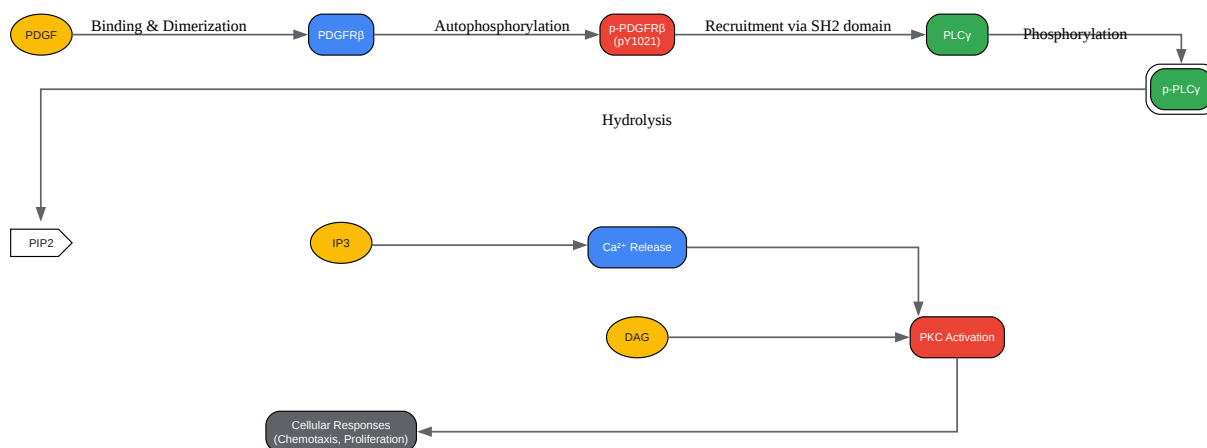 PDGF
Binding & Dimerization
PDGFRβ
Autophosphorylation
p-PDGFRβ
(pY1021)
Recruitment via SH2 domain
PLCγ
Phosphorylation
p-PLCγ
Hydrolysis
PIP2
IP3
Ca²⁺ Release
DAG
PKC Activation
Cellular Responses
(Chemotaxis, Proliferation)